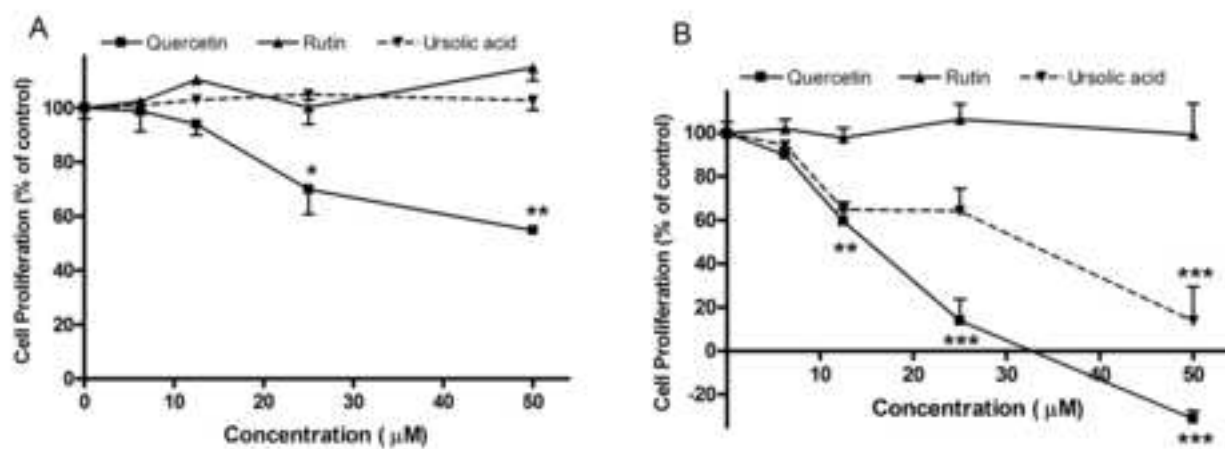 A
Quercetin Rutin Ursolic acid
Cell Proliferation (% of control)
100
80
60
40
20
0
*
**
0 10 20 30 40 50
Concentration ( μM)
B
Quercetin Rutin Ursolic acid
Cell Proliferation (% of control)
100
80
60
40
20
0
-20
**
***
***
***
10 20 30 40 50
Concentration ( μM)